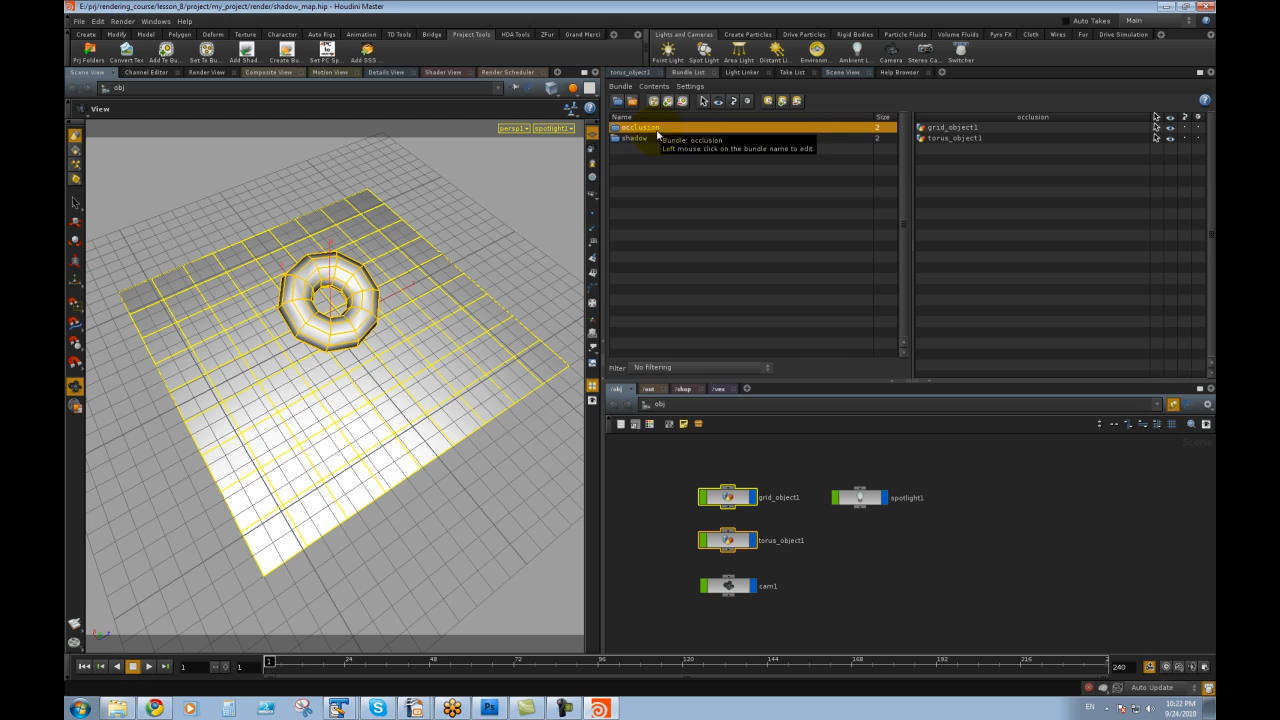 E:/prj/rendering_course/lesson_8/project/my_project/render/shadow_map.hip - Houdini Master
File Edit Render Windows Help
Auto Takes Main
Create Modify Model Polygon Deform Texture Character Auto Rigs Animation TD Tools Bridge Project Tools HDA Tools ZFur Grand Merci
Lights and Cameras Create Particles Drive Particles Rigid Bodies Particle Fluids Volume Fluids Pyro FX Cloth Wires Fur Drive Simulation
Prj Folders Convert Tex Add To Bu... Set To Bu... Add Shad... Create Bu... Set PC Sp... Add SSS ...
Point Light Spot Light Area Light Distant Li... Environm... Ambient L... Camera Stereo Ca... Switcher
Scene View Channel Editor Render View Composite View Motion View Details View Shader View Render Scheduler
torus_object1 Bundle List Light Linker Take List Scene View Help Browser
obj
Bundle Contents Settings
View
persp1 spotlight1
Name Size
occlusion 2
shadow 2
Bundle: occlusion
Left mouse click on the bundle name to edit.
occlusion
grid_object1
torus_object1
Filter No filtering
/obj /out /shop /vex
obj
Scene
grid_object1
spotlight1
torus_object1
cam1
1 1 1 24 48 72 96 120 144 168 192 216 240
Auto Update
EN
10:22 PM
9/24/2010